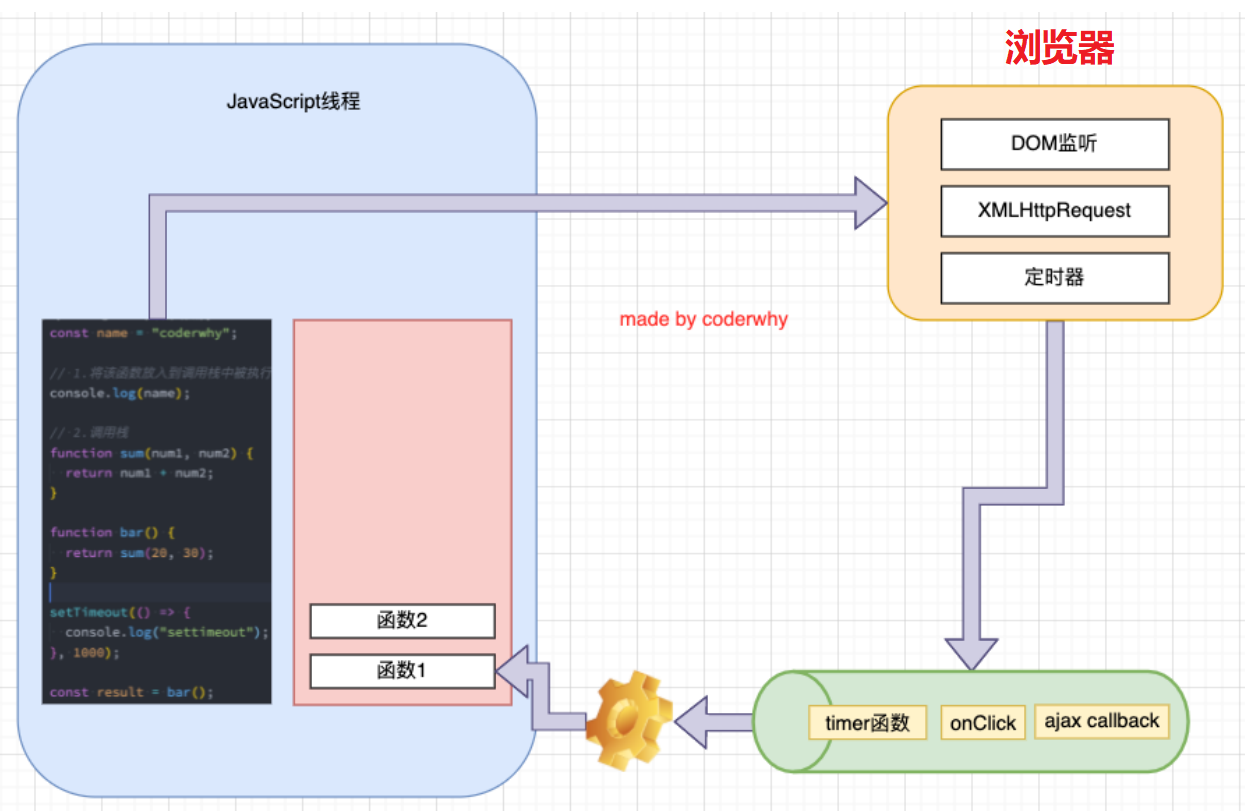 浏览器
JavaScript线程
DOM监听
XMLHttpRequest
定时器
made by coderwhy
const name = "coderwhy";
// 1.将该函数放入到调用栈中被执行
console.log(name);
// 2.调用栈
function sum(num1, num2) {
return num1 + num2;
}
function bar() {
return sum(20, 30);
}
setTimeout(() => {
console.log("settimeout");
}, 1000);
const result = bar();
函数2
函数1
timer函数
onClick
ajax callback